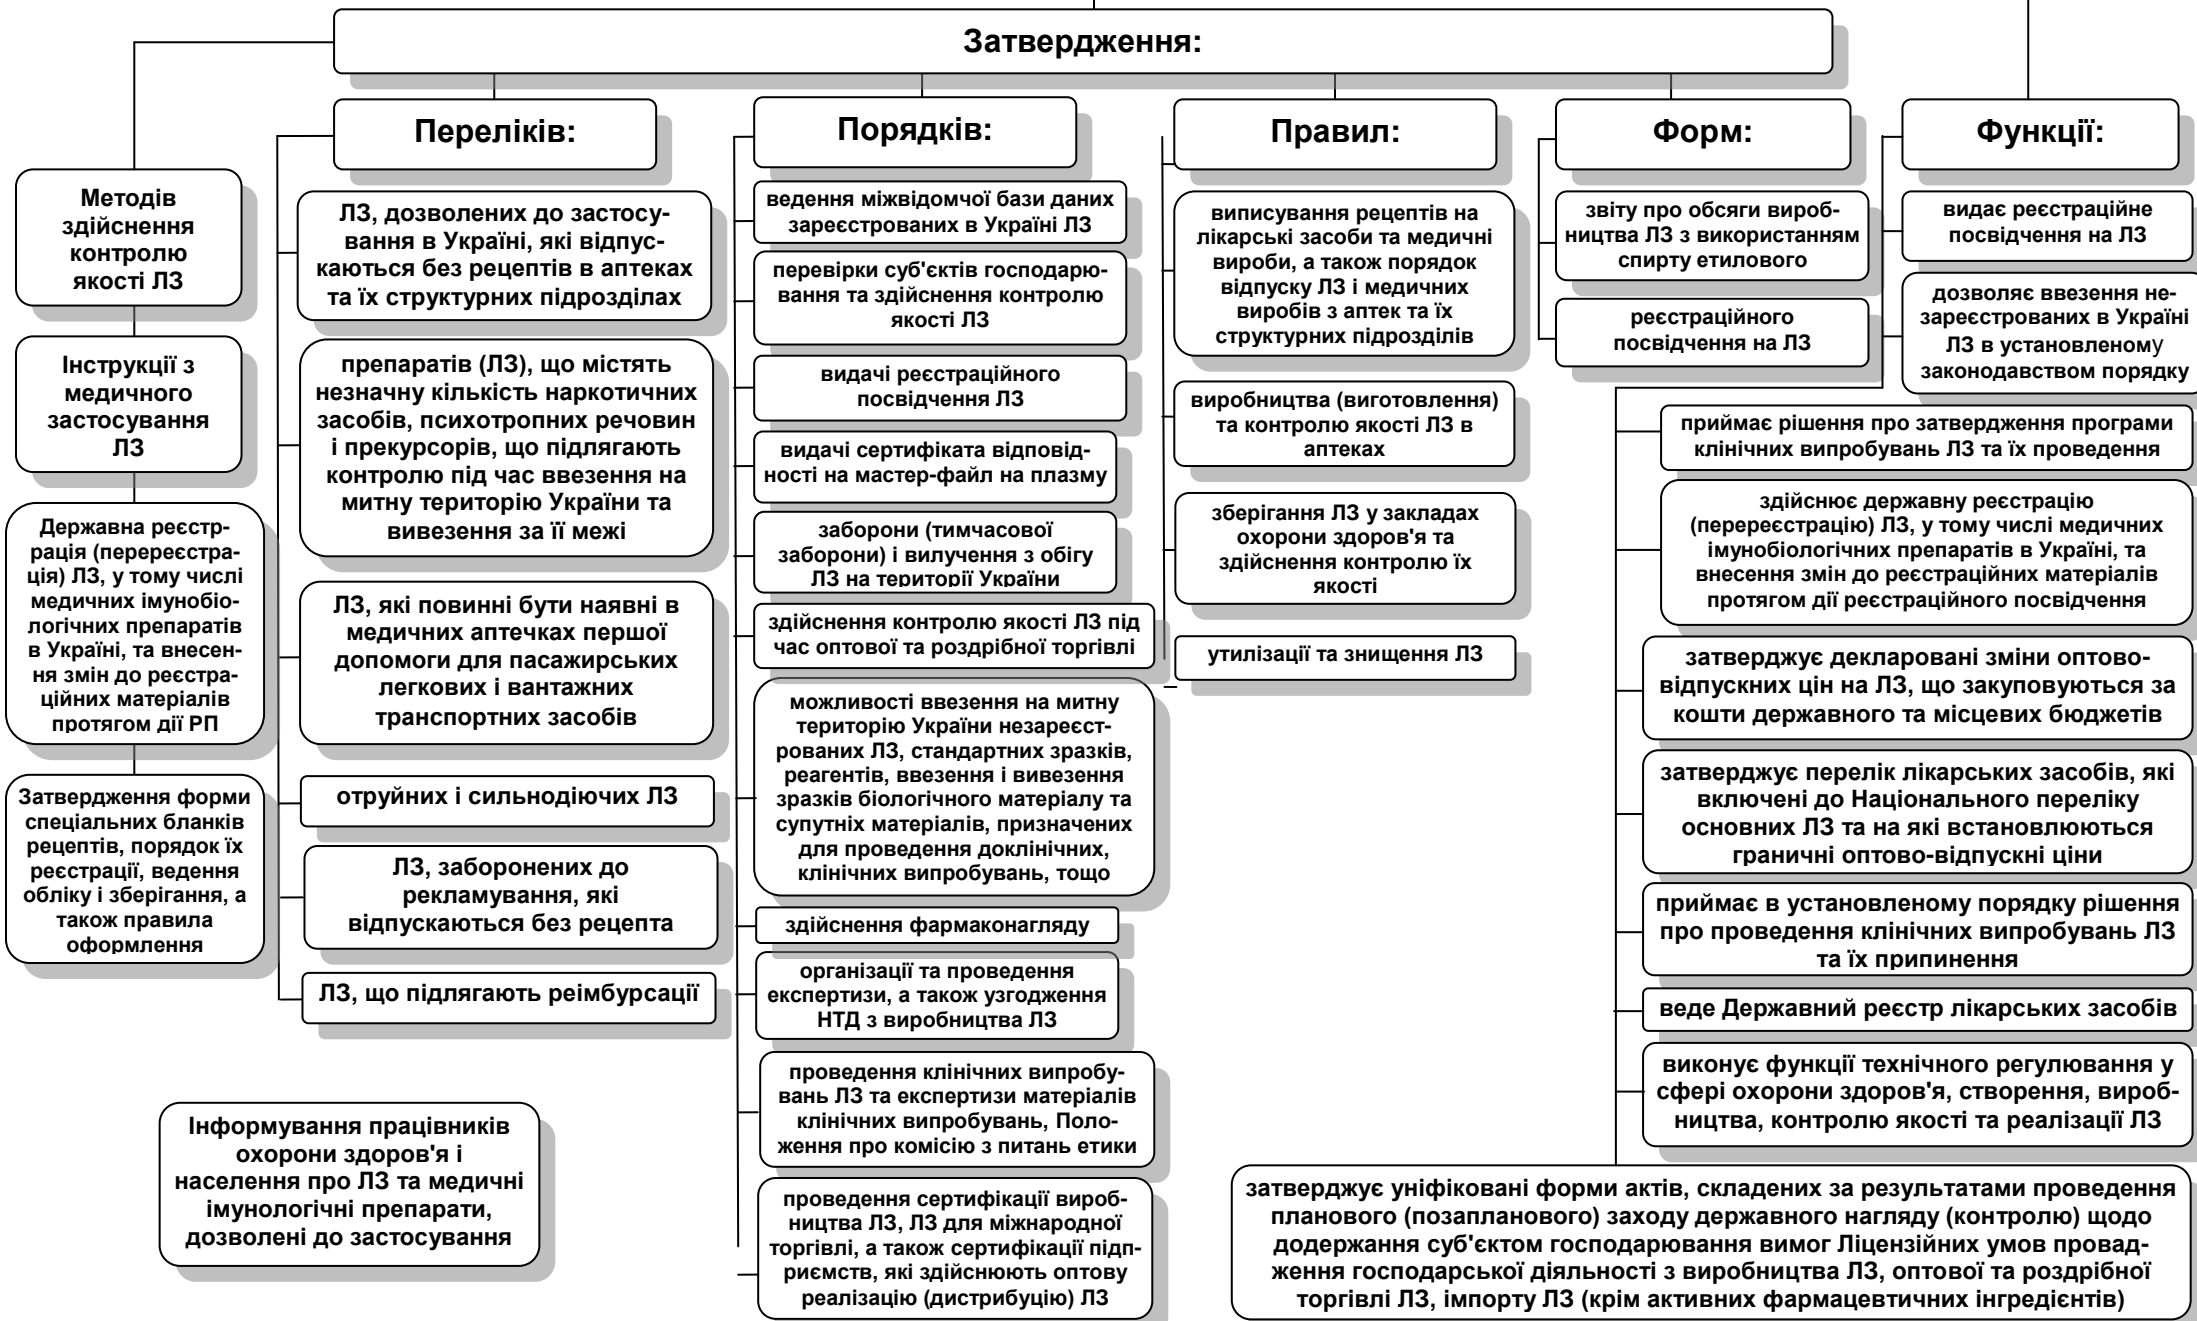 Затвердження:
Методів
здійснення
контролю
якості ЛЗ
Інструкції з
медичного
застосування
ЛЗ
Державна реєстр-
рація (перереєстра-
ція) ЛЗ, у тому числі
медичних імунобіо-
логічних препаратів
в Україні, та внесен-
ня змін до реєстра-
ційних матеріалів
протягом дії РП
Затвердження форми
спеціальних бланків
рецептів, порядок їх
реєстрації, ведення
обліку і зберігання, а
також правила
оформлення
Переліків:
ЛЗ, дозволених до застосу-
вання в Україні, які відпус-
каються без рецептів в аптеках
та їх структурних підрозділах
препаратів (ЛЗ), що містять
незначну кількість наркотичних
засобів, психотропних речовин
і прекурсорів, що підлягають
контролю під час ввезення на
митну територію України та
вивезення за її межі
ЛЗ, які повинні бути наявні в
медичних аптечках першої
допомоги для пасажирських
легкових і вантажних
транспортних засобів
отруйних і сильнодіючих ЛЗ
ЛЗ, заборонених до
рекламування, які
відпускаються без рецепта
ЛЗ, що підлягають реімбурсації
Інформування працівників
охорони здоров'я і
населення про ЛЗ та медичні
імунологічні препарати,
дозволені до застосування
Порядків:
ведення міжвідомчої бази даних
зареєстрованих в Україні ЛЗ
перевірки суб'єктів господарю-
вання та здійснення контролю
якості ЛЗ
видачі реєстраційного
посвідчення ЛЗ
видачі сертифіката відповід-
ності на мастер-файл на плазму
заборони (тимчасової
заборони) і вилучення з обігу
ЛЗ на території України
здійснення контролю якості ЛЗ під
час оптової та роздрібної торгівлі
можливості ввезення на митну
територію України незареєст-
рованих ЛЗ, стандартних зразків,
реагентів, ввезення і вивезення
зразків біологічного матеріалу та
супутніх матеріалів, призначених
для проведення доклінічних,
клінічних випробувань, тощо
здійснення фармаконагляду
організації та проведення
експертизи, а також узгодження
НТД з виробництва ЛЗ
проведення клінічних випробу-
вань ЛЗ та експертизи матеріалів
клінічних випробувань, Поло-
ження про комісію з питань етики
проведення сертифікації вироб-
ництва ЛЗ, ЛЗ для міжнародної
торгівлі, а також сертифікації підп-
риємств, які здійснюють оптову
реалізацію (дистрибуцію) ЛЗ
Правил:
виписування рецептів на
лікарські засоби та медичні
вироби, а також порядок
відпуску ЛЗ і медичних
виробів з аптек та їх
структурних підрозділів
виробництва (виготовлення)
та контролю якості ЛЗ в
аптеках
зберігання ЛЗ у закладах
охорони здоров'я та
здійснення контролю їх
якості
утилізації та знищення ЛЗ
Форм:
звіту про обсяги вироб-
ництва ЛЗ з використанням
спирту етилового
реєстраційного
посвідчення на ЛЗ
Функції:
видає реєстраційне
посвідчення на ЛЗ
дозволяє ввезення не-
зареєстрованих в Україні
ЛЗ в установленому
законодавством порядку
приймає рішення про затвердження програми
клінічних випробувань ЛЗ та їх проведення
здійснює державну реєстрацію
(перереєстрацію) ЛЗ, у тому числі медичних
імунобіологічних препаратів в Україні, та
внесення змін до реєстраційних матеріалів
протягом дії реєстраційного посвідчення
затверджує декларовані зміни оптово-
відпускних цін на ЛЗ, що закуповуються за
кошти державного та місцевих бюджетів
затверджує перелік лікарських засобів, які
включені до Національного переліку
основних ЛЗ та на які встановлюються
граничні оптово-відпускні ціни
приймає в установленому порядку рішення
про проведення клінічних випробувань ЛЗ
та їх припинення
веде Державний реєстр лікарських засобів
виконує функції технічного регулювання у
сфері охорони здоров'я, створення, вироб-
ництва, контролю якості та реалізації ЛЗ
затверджує уніфіковані форми актів, складених за результатами проведення
планового (позапланового) заходу державного нагляду (контролю) щодо
додержання суб'єктом господарювання вимог Ліцензійних умов провад-
ження господарської діяльності з виробництва ЛЗ, оптової та роздрібної
торгівлі ЛЗ, імпорту ЛЗ (крім активних фармацевтичних інгредієнтів)